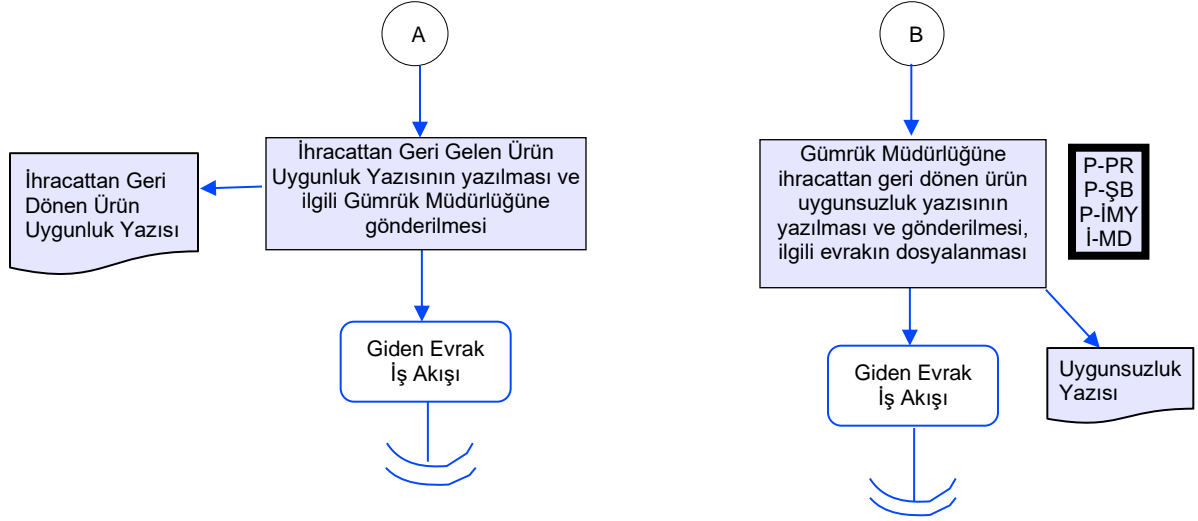 A
İhracattan Geri Gelen Ürün
Uygunluk Yazısının yazılması ve
ilgili Gümrük Müdürlüğüne
gönderilmesi
İhracattan Geri
Dönen Ürün
Uygunluk Yazısı
Giden Evrak
İş Akışı
B
Gümrük Müdürlüğüne
ihracattan geri dönen ürün
uygunsuzluk yazısının
yazılması ve gönderilmesi,
ilgili evrakın dosyalanması
P-PR
P-ŞB
P-İMY
İ-MD
Giden Evrak
İş Akışı
Uygunsuzluk
Yazısı